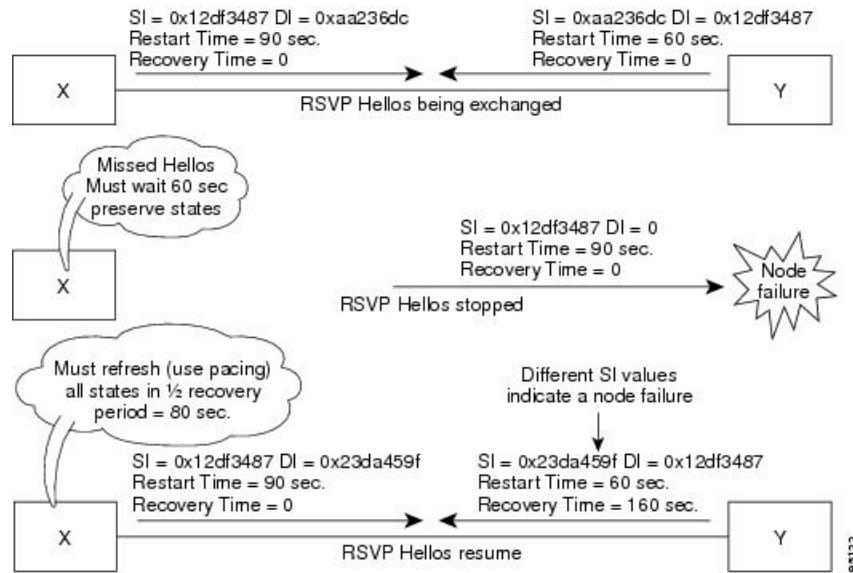 SI = 0x12df3487 DI = 0xaa236dc
Restart Time = 90 sec.
Recovery Time = 0
SI = 0xaa236dc DI = 0x12df3487
Restart Time = 60 sec.
Recovery Time = 0
X
Y
RSVP Hellos being exchanged
Missed Hellos
Must wait 60 sec
preserve states
X
SI = 0x12df3487 DI = 0
Restart Time = 90 sec.
Recovery Time = 0
RSVP Hellos stopped
Node
failure
Must refresh (use pacing)
all states in ½ recovery
period = 80 sec.
Different SI values
indicate a node failure
SI = 0x12df3487 DI = 0x23da459f
Restart Time = 90 sec.
Recovery Time = 0
SI = 0x23da459f DI = 0x12df3487
Restart Time = 60 sec.
Recovery Time = 160 sec.
X
Y
RSVP Hellos resume